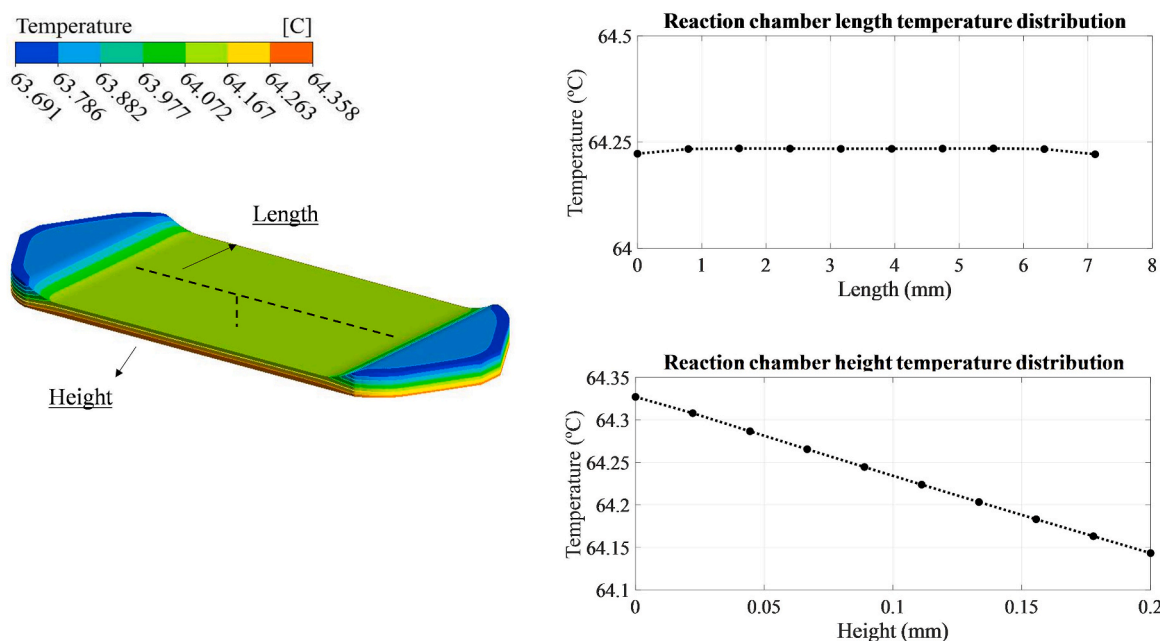 Temperature [C]
63.691
63.786
63.882
63.977
64.072
64.167
64.263
64.358
Length
Height
Reaction chamber length temperature distribution
64.5
64.25
64
Temperature (ºC)
0 1 2 3 4 5 6 7 8
Length (mm)
Reaction chamber height temperature distribution
64.35
64.3
64.25
64.2
64.15
64.1
Temperature (ºC)
0 0.05 0.1 0.15 0.2
Height (mm)